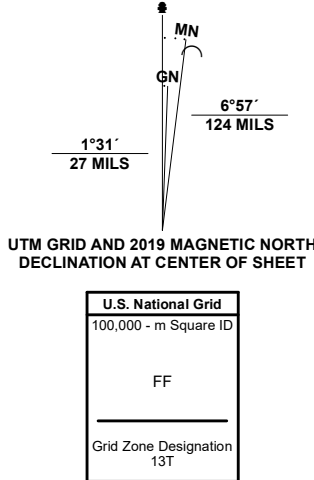 MN
GN
6°57´
124 MILS
1°31´
27 MILS
UTM GRID AND 2019 MAGNETIC NORTH
DECLINATION AT CENTER OF SHEET
U.S. National Grid
100,000 - m Square ID
FF
Grid Zone Designation
13T